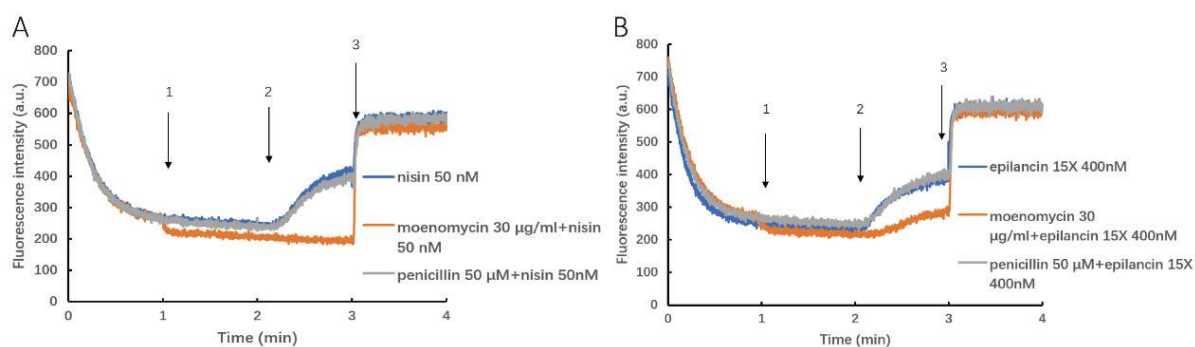 A
Fluorescence intensity (a.u.)
800
700
600
500
400
300
200
100
0
0
1
2
3
4
Time (min)
1
2
3
nisin 50 nM
moenomycin 30 µg/ml+nisin
50 nM
penicillin 50 µM+nisin 50nM
B
Fluorescence intensity (a.u.)
800
700
600
500
400
300
200
100
0
0
1
2
3
4
Time (min)
1
2
3
epilancin 15X 400nM
moenomycin 30
µg/ml+epilancin 15X 400nM
penicillin 50 µM+epilancin 15X
400nM